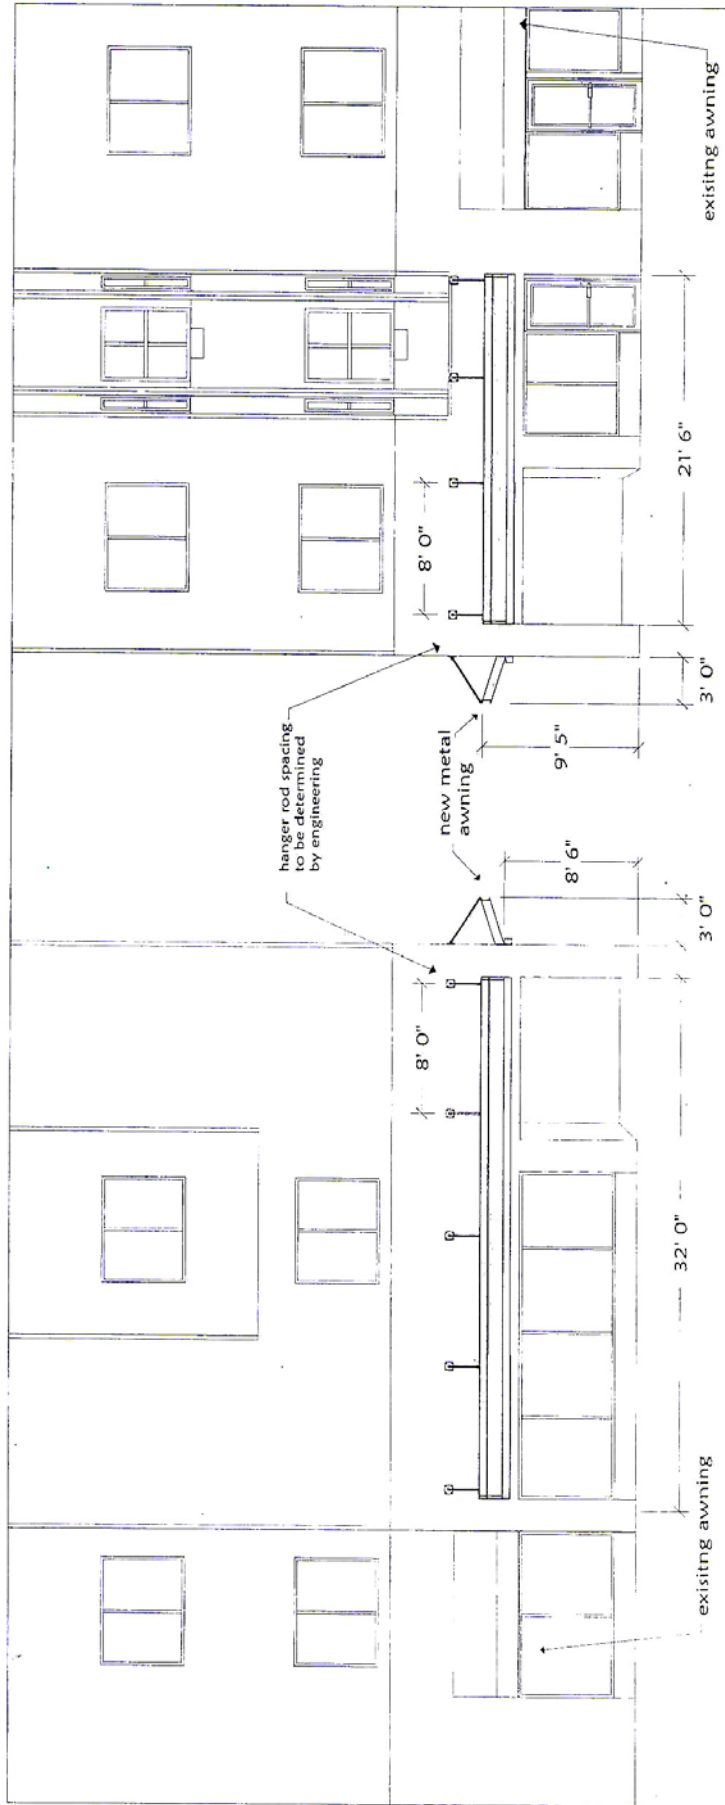 hanger rod spacing
to be determined
by engineering
8' 0"
8' 0"
new metal
awning
9' 5"
8' 6"
exisitng awning
32' 0"
3' 0"
3' 0"
21' 6"
exisitng awning